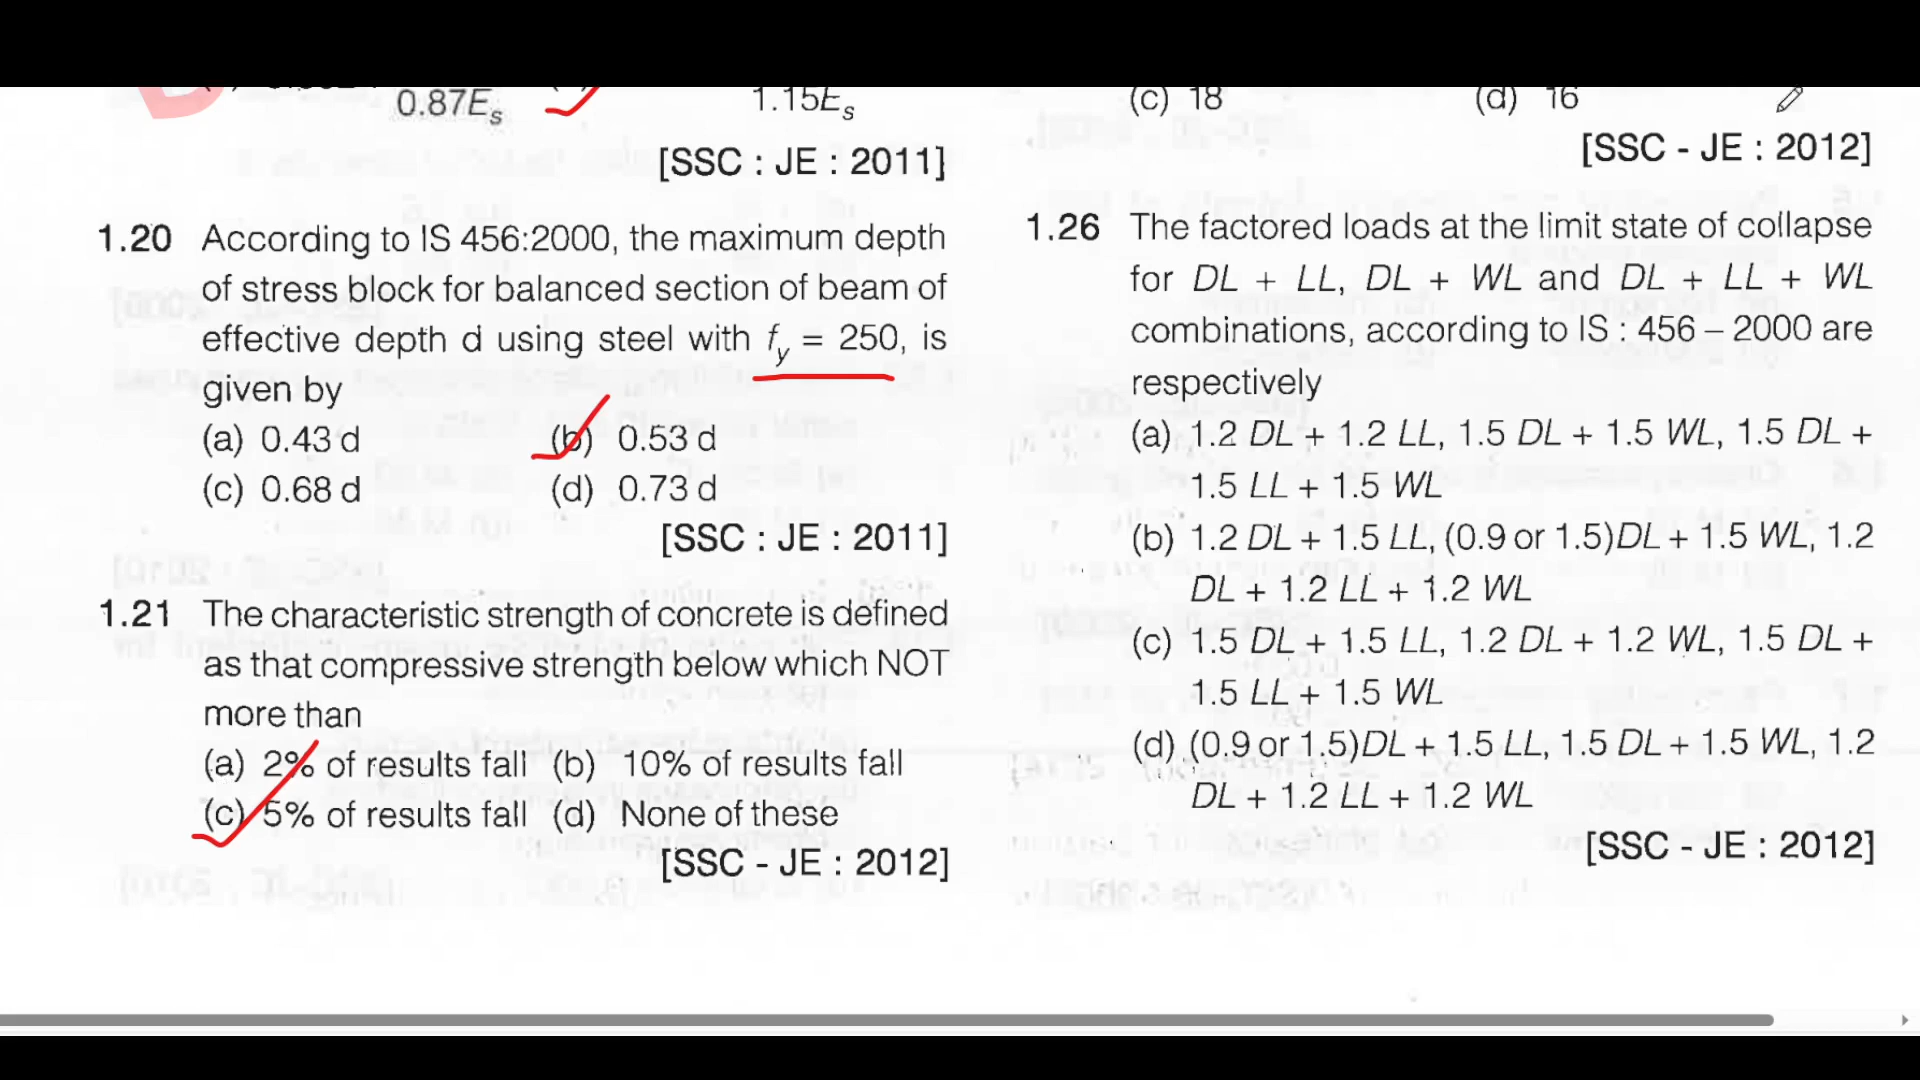 0.87Es
1.15Es
[SSC : JE : 2011]
1.20 According to IS 456:2000, the maximum depth
of stress block for balanced section of beam of
effective depth d using steel with fy = 250, is
given by
(a) 0.43 d (b) 0.53 d
(c) 0.68 d (d) 0.73 d
[SSC : JE : 2011]
1.21 The characteristic strength of concrete is defined
as that compressive strength below which NOT
more than
(a) 2% of results fall (b) 10% of results fall
(c) 5% of results fall (d) None of these
[SSC - JE : 2012]
(c) 18 (d) 16
[SSC - JE : 2012]
1.26 The factored loads at the limit state of collapse
for DL + LL, DL + WL and DL + LL + WL
combinations, according to IS : 456 – 2000 are
respectively
(a) 1.2 DL + 1.2 LL, 1.5 DL + 1.5 WL, 1.5 DL +
1.5 LL + 1.5 WL
(b) 1.2 DL + 1.5 LL, (0.9 or 1.5)DL + 1.5 WL, 1.2
DL + 1.2 LL + 1.2 WL
(c) 1.5 DL + 1.5 LL, 1.2 DL + 1.2 WL, 1.5 DL +
1.5 LL + 1.5 WL
(d) (0.9 or 1.5)DL + 1.5 LL, 1.5 DL + 1.5 WL, 1.2
DL + 1.2 LL + 1.2 WL
[SSC - JE : 2012]